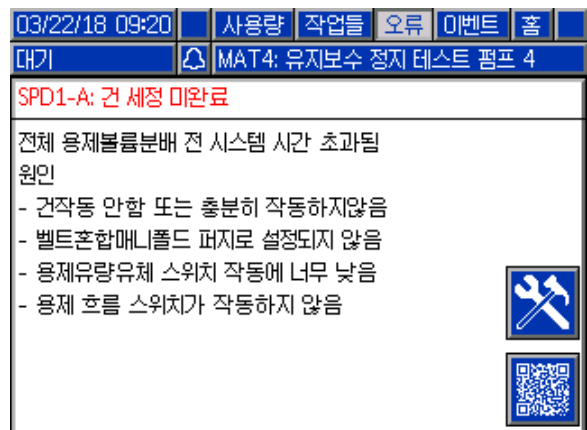 03/22/18 09:20 사용량 작업들 오류 이벤트 홈
대기 MAT4: 유지보수 정지 테스트 펌프 4
SPD1-A: 건 세정 미완료
전체 용제볼륨분배 전 시스템 시간 초과됨
원인
- 건작동 안함 또는 충분히 작동하지않음
- 벨트혼합매니폴드 퍼지로 설정되지 않음
- 용제유량유체 스위치 작동에 너무 낮음
- 용제 흐름 스위치가 작동하지 않음